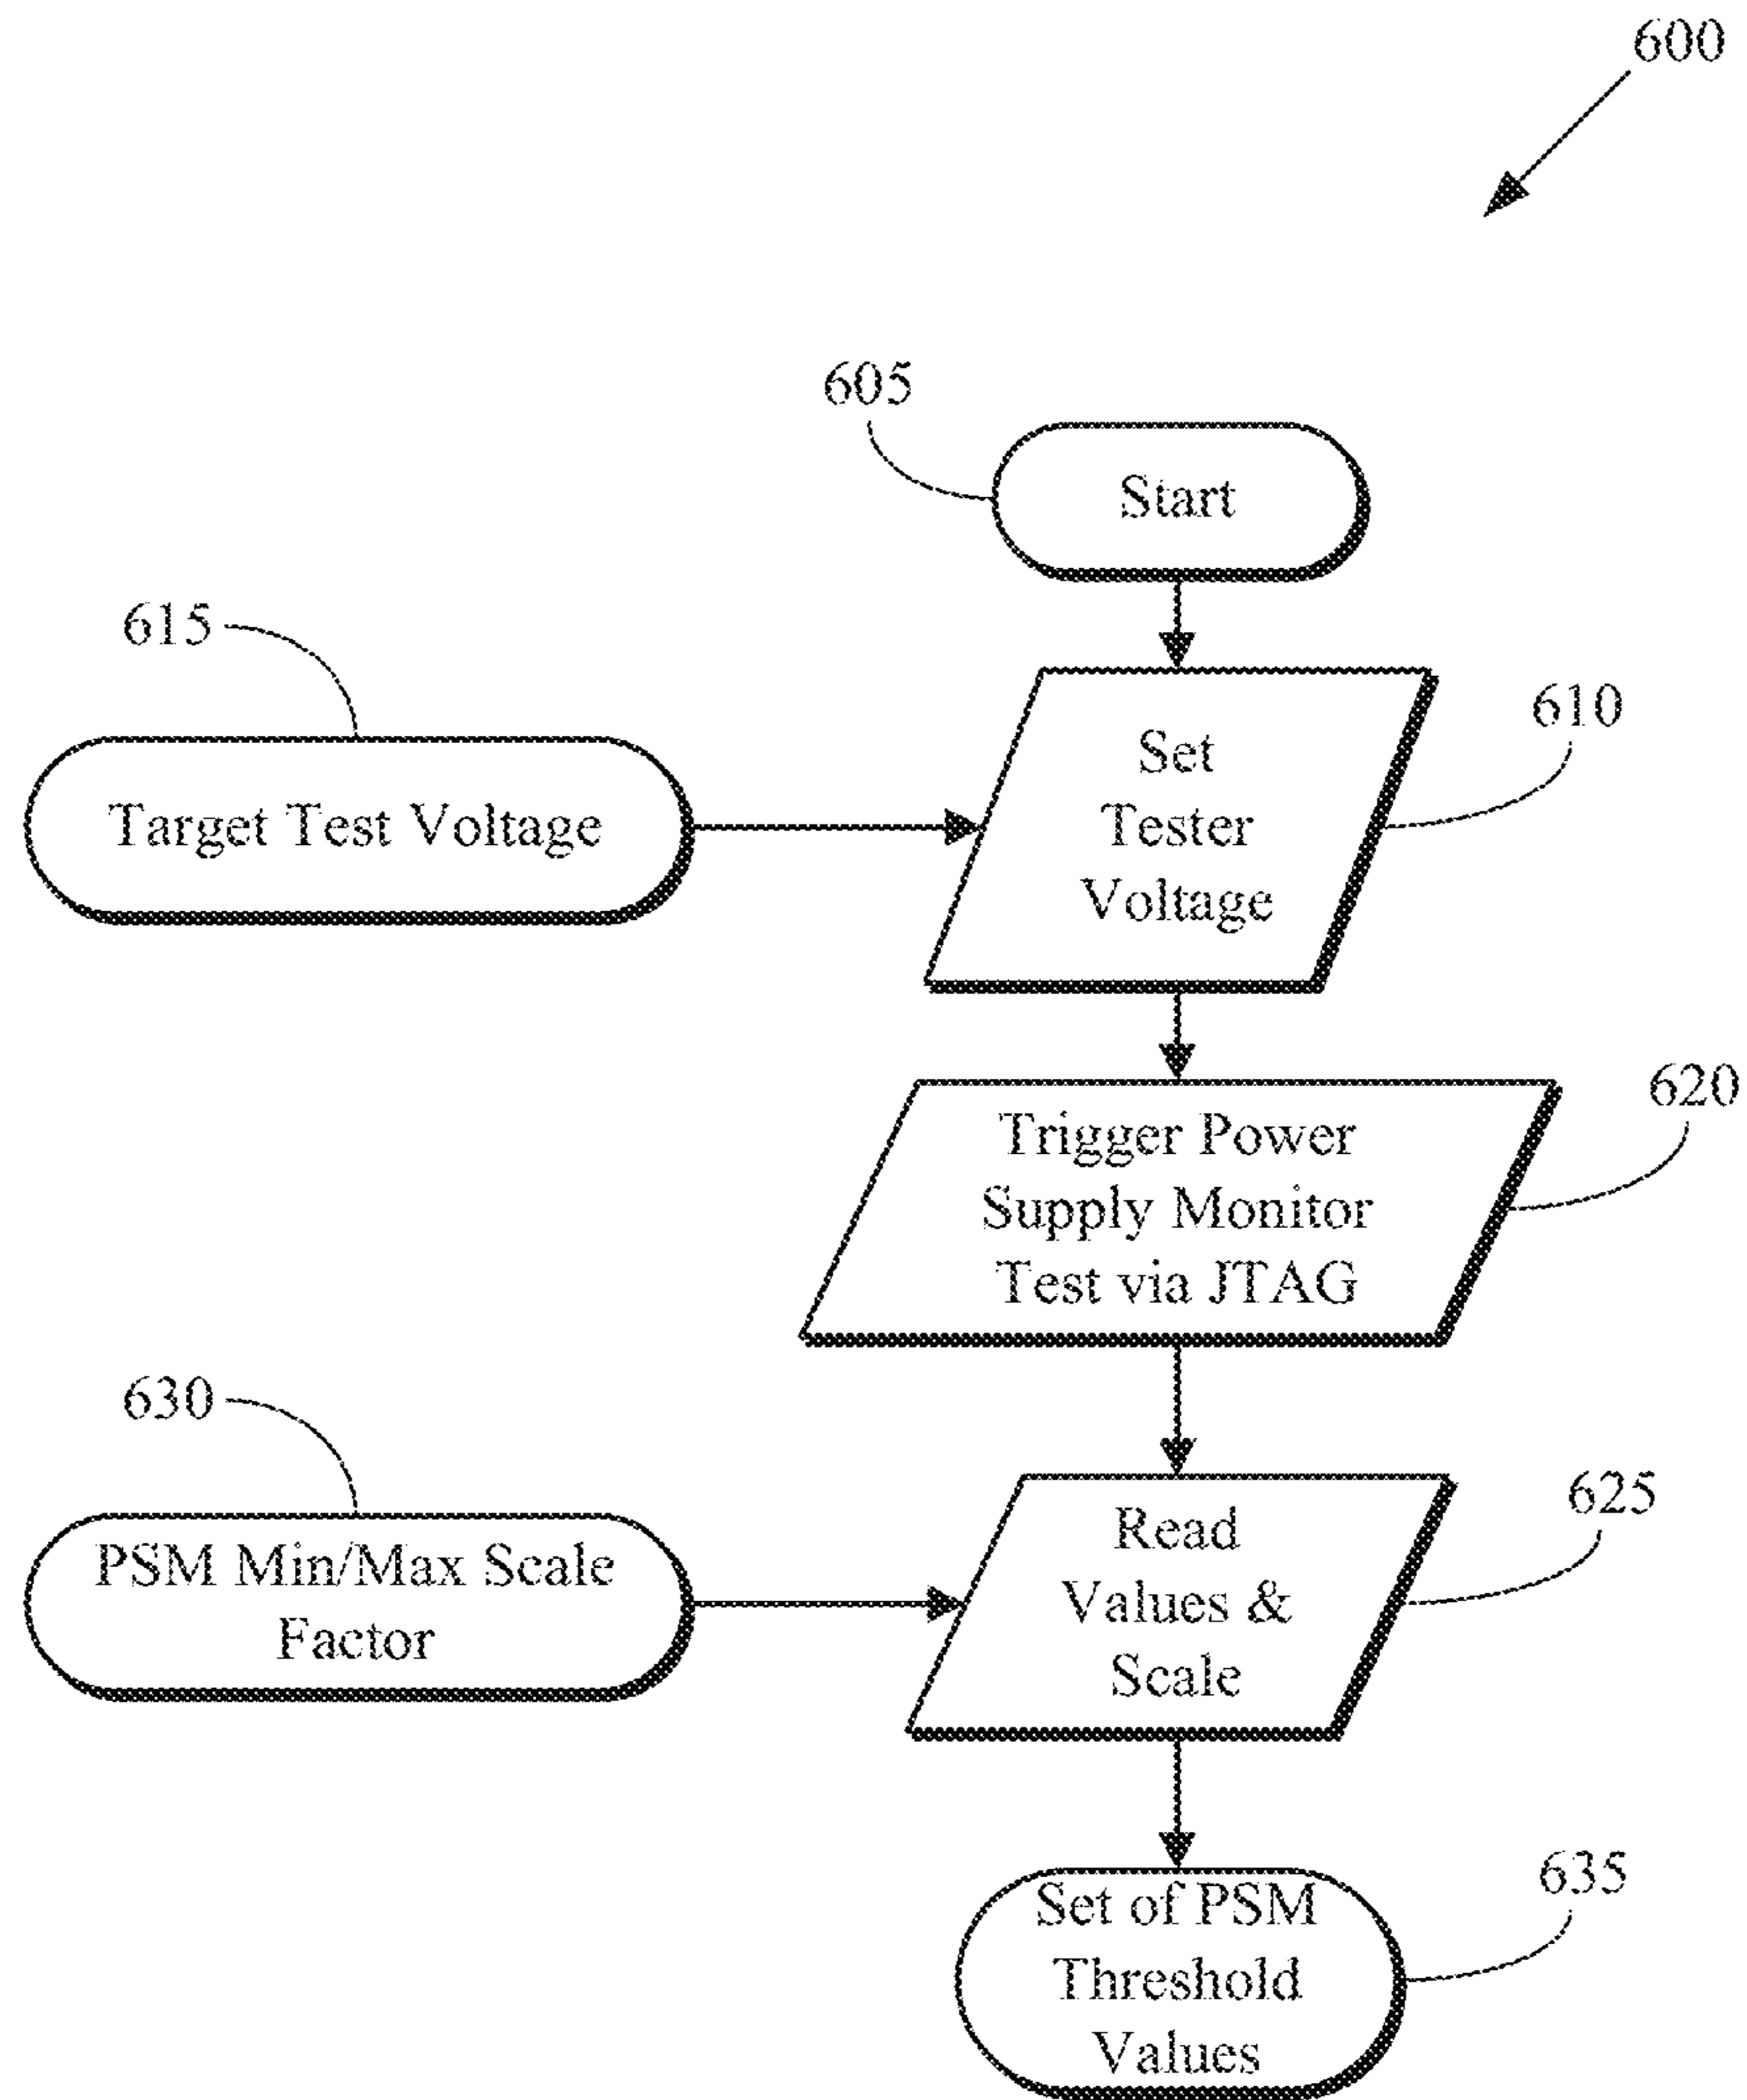 600
605
Start
615
610
Target Test Voltage
Set
Tester
Voltage
620
Trigger Power
Supply Monitor
Test via JTAG
630
625
PSM Min/Max Scale
Factor
Read
Values &
Scale
635
Set of PSM
Threshold
Values